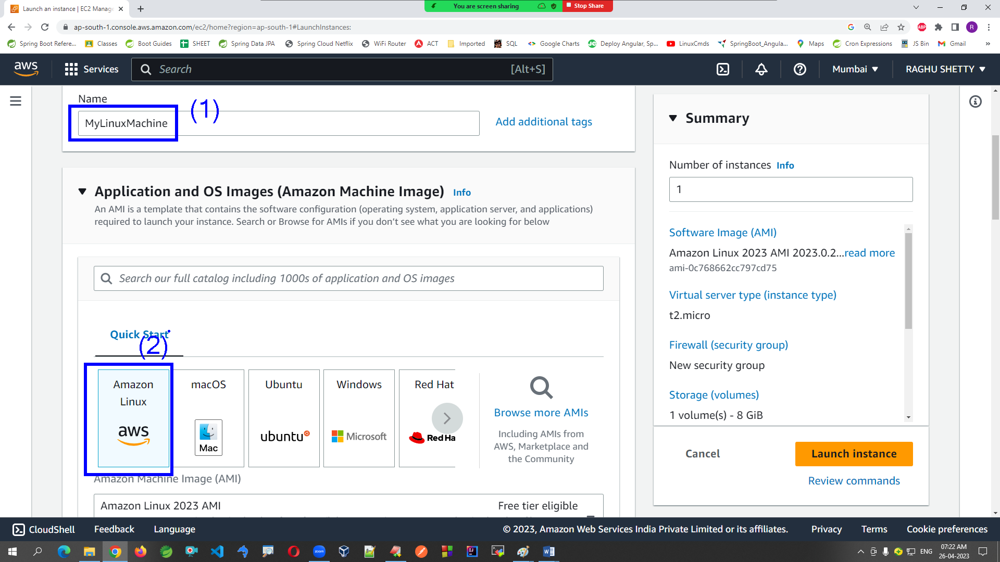 Launch an instance | EC2 Manage
You are screen sharing
Stop Share
ap-south-1.console.aws.amazon.com/ec2/home?region=ap-south-1#LaunchInstances:
ABP
R
Spring Boot Refere...
Classes
Boot Guides
SHEET
Spring Data JPA
Spring Cloud Netflix
WiFi Router
ACT
Imported
SQL
Google Charts
Deploy Angular, Sp...
LinuxCmds
SpringBoot_Angula...
Maps
Cron Expressions
JS Bin
Gmail
aws
Services
Search
[Alt+S]
Mumbai
RAGHU SHETTY
Name
(1)
MyLinuxMachine
Add additional tags
Application and OS Images (Amazon Machine Image) Info
An AMI is a template that contains the software configuration (operating system, application server, and applications)
required to launch your instance. Search or Browse for AMIs if you don’t see what you are looking for below
Search our full catalog including 1000s of application and OS images
Quick Start
(2)
Amazon
Linux
aws
macOS
Mac
Ubuntu
ubuntu
Windows
Microsoft
Red Hat
Red Ha
Browse more AMIs
Including AMIs from
AWS, Marketplace and
the Community
Amazon Machine Image (AMI)
Amazon Linux 2023 AMI
Free tier eligible
Summary
Number of instances Info
1
Software Image (AMI)
Amazon Linux 2023 AMI 2023.0.2...read more
ami-0c768662cc797cd75
Virtual server type (instance type)
t2.micro
Firewall (security group)
New security group
Storage (volumes)
1 volume(s) - 8 GiB
Cancel
Launch instance
Review commands
CloudShell
Feedback
Language
© 2023, Amazon Web Services India Private Limited or its affiliates.
Privacy
Terms
Cookie preferences
zoom
ENG
07:22 AM
26-04-2023